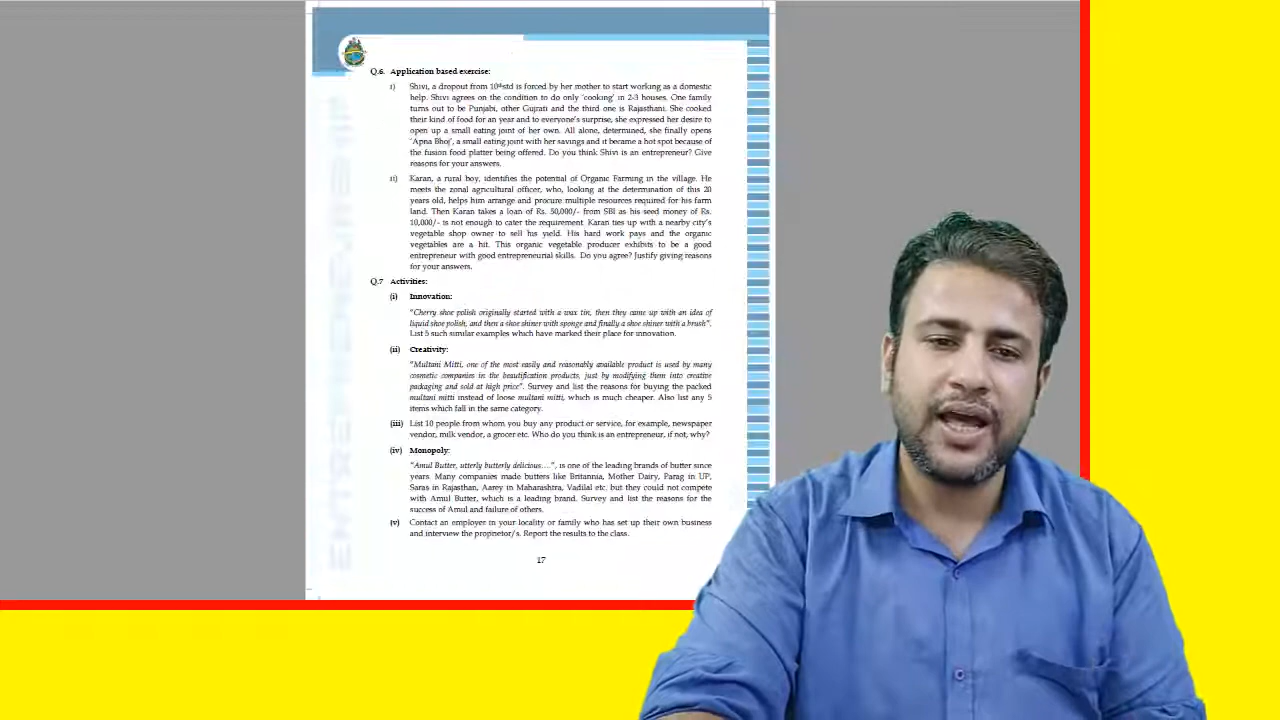 Q.6. Application based exercise:
i) Shivi, a dropout from 10thstd is forced by her mother to start working as a domestic
help. Shivi agrees on the condition to do only 'cooking' in 2-3 houses. One family
turns out to be Punjabi, other Gujrati and the third one is Rajasthani. She cooked
their kind of food for an year and to everyone's surprise, she expressed her desire to
open up a small eating joint of her own. All alone, determined, she finally opens
'Apna Bhoj', a small eating joint with her savings and it became a hot spot because of
the fusion food platter being offered. Do you think Shivi is an entrepreneur? Give
reasons for your answers.
ii) Karan, a rural boy, identifies the potential of Organic Farming in the village. He
meets the zonal agricultural officer, who, looking at the determination of this 20
years old, helps him arrange and procure multiple resources required for his farm
land. Then Karan takes a loan of Rs. 50,000/- from SBI as his seed money of Rs.
10,000/- is not enough to cater the requirement. Karan ties up with a nearby city's
vegetable shop owner to sell his yield. His hard work pays and the organic
vegetables are a hit. This organic vegetable producer exhibits to be a good
entrepreneur with good entrepreneurial skills. Do you agree? Justify giving reasons
for your answers.
Q.7 Activities:
(i) Innovation:
"Cherry shoe polish originally started with a wax tin, then they came up with an idea of
liquid shoe polish, and then a shoe shiner with sponge and finally a shoe shiner with a brush".
List 5 such similar examples which have marked their place for innovation.
(ii) Creativity:
"Multani Mitti, one of the most easily and reasonably available product is used by many
cosmetic companies in the beautification products, just by modifying them into creative
packaging and sold at high price". Survey and list the reasons for buying the packed
multani mitti instead of loose multani mitti, which is much cheaper. Also list any 5
items which fall in the same category.
(iii) List 10 people from whom you buy any product or service, for example, newspaper
vendor, milk vendor, a grocer etc. Who do you think is an entrepreneur, if not, why?
(iv) Monopoly:
"Amul Butter, utterly butterly delicious....", is one of the leading brands of butter since
years. Many companies made butters like Britannia, Mother Dairy, Parag in UP,
Saras in Rajasthan, Aarey in Maharashtra, Vadilal etc. but they could not compete
with Amul Butter, which is a leading brand. Survey and list the reasons for the
success of Amul and failure of others.
(v) Contact an employer in your locality or family who has set up their own business
and interview the proprietor/s. Report the results to the class.
17